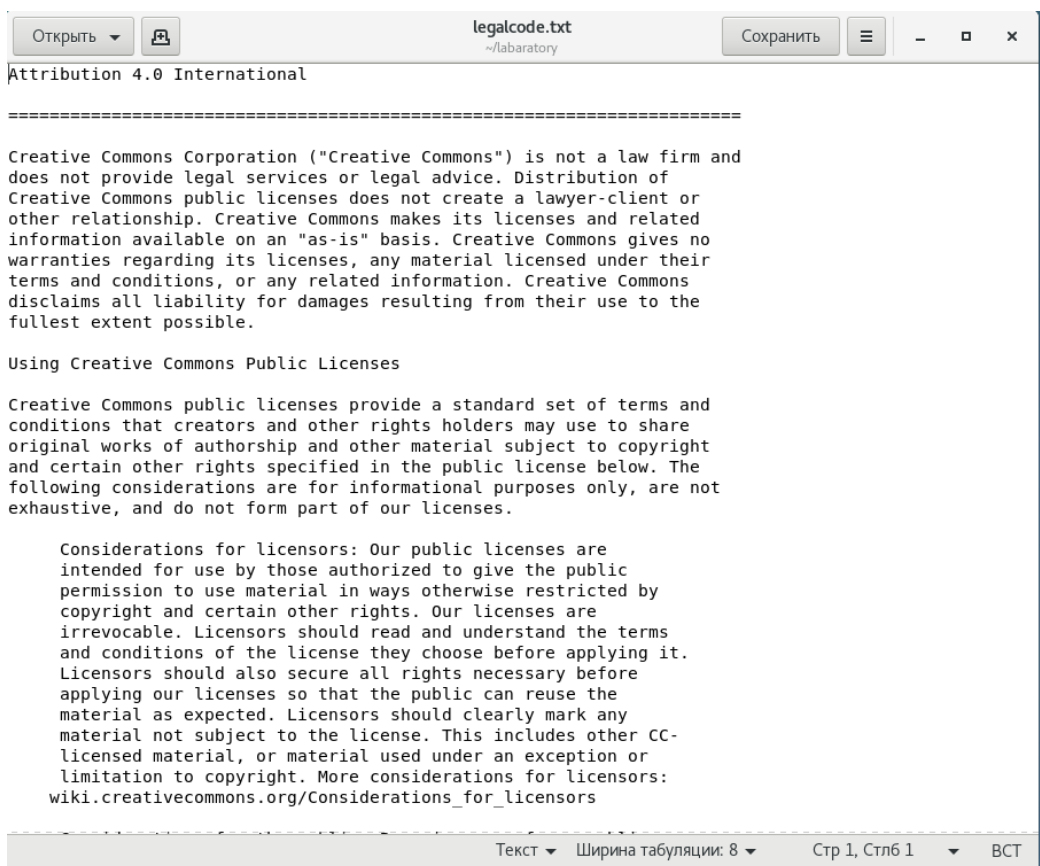 Открыть
legalcode.txt
~/labaratory
Сохранить
Attribution 4.0 International
=======================================================================
Creative Commons Corporation ("Creative Commons") is not a law firm and
does not provide legal services or legal advice. Distribution of
Creative Commons public licenses does not create a lawyer-client or
other relationship. Creative Commons makes its licenses and related
information available on an "as-is" basis. Creative Commons gives no
warranties regarding its licenses, any material licensed under their
terms and conditions, or any related information. Creative Commons
disclaims all liability for damages resulting from their use to the
fullest extent possible.
Using Creative Commons Public Licenses
Creative Commons public licenses provide a standard set of terms and
conditions that creators and other rights holders may use to share
original works of authorship and other material subject to copyright
and certain other rights specified in the public license below. The
following considerations are for informational purposes only, are not
exhaustive, and do not form part of our licenses.
Considerations for licensors: Our public licenses are
intended for use by those authorized to give the public
permission to use material in ways otherwise restricted by
copyright and certain other rights. Our licenses are
irrevocable. Licensors should read and understand the terms
and conditions of the license they choose before applying it.
Licensors should also secure all rights necessary before
applying our licenses so that the public can reuse the
material as expected. Licensors should clearly mark any
material not subject to the license. This includes other CC-
licensed material, or material used under an exception or
limitation to copyright. More considerations for licensors:
wiki.creativecommons.org/Considerations_for_licensors
Текст Ширина табуляции: 8 Стр 1, Стлб 1 ВСТ